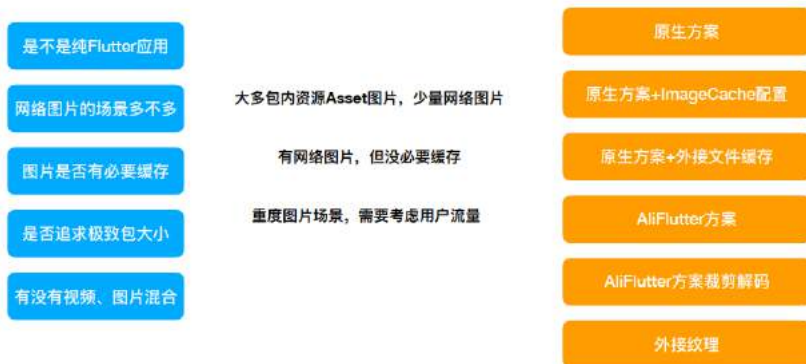 是不是纯Flutter应用
网络图片的场景多不多
图片是否有必要缓存
是否追求极致包大小
有没有视频、图片混合
大多包内资源Asset图片，少量网络图片
有网络图片，但没必要缓存
重度图片场景，需要考虑用户流量
原生方案
原生方案+ImageCache配置
原生方案+外接文件缓存
AliFlutter方案
AliFlutter方案裁剪解码
外接纹理